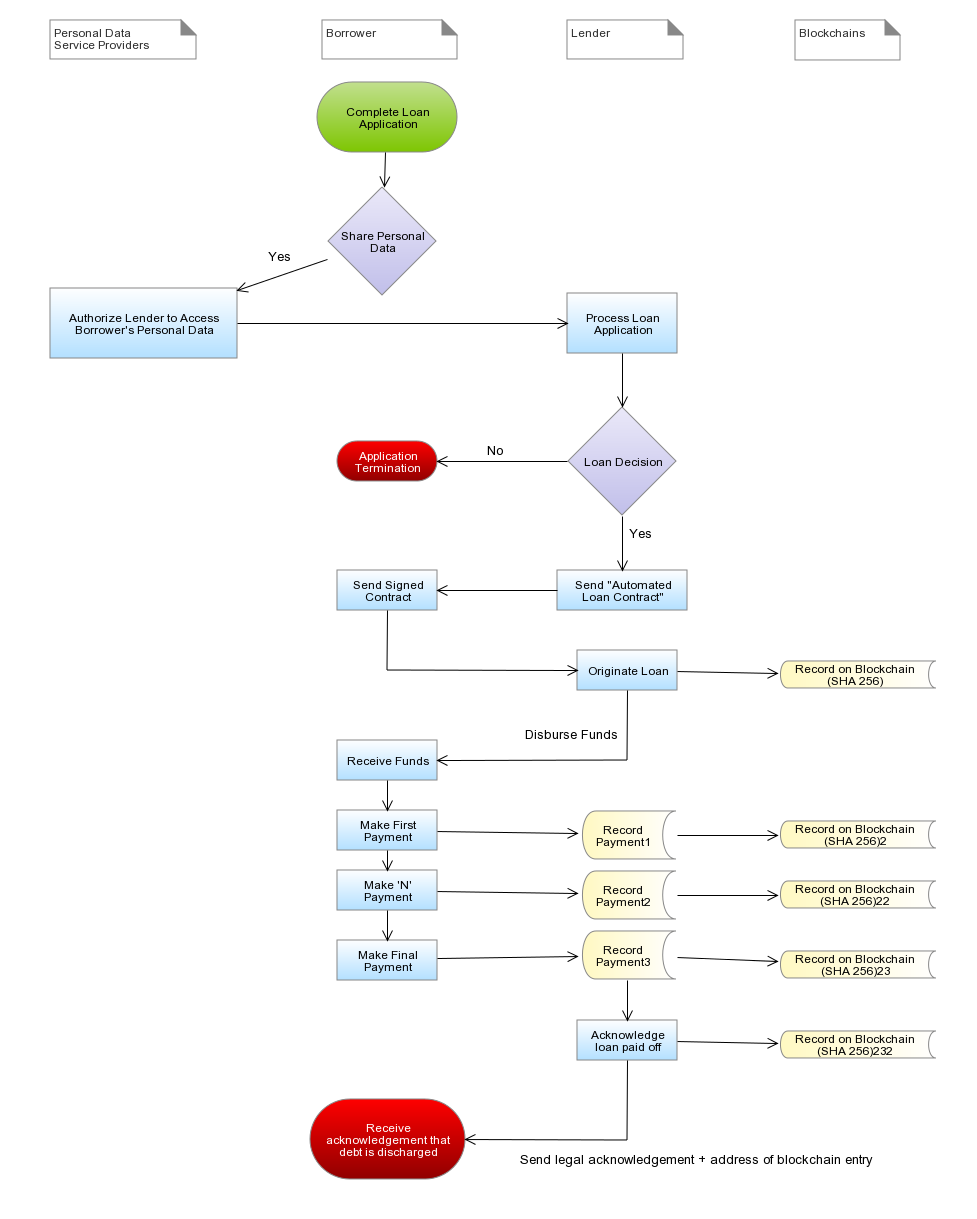 Personal Data
Service Providers
Borrower
Lender
Blockchains
Complete Loan
Application
Share Personal
Data
Yes
Authorize Lender to Access
Borrower's Personal Data
Process Loan
Application
Loan Decision
No
Application
Termination
Yes
Send "Automated
Loan Contract"
Send Signed
Contract
Originate Loan
Record on Blockchain
(SHA 256)
Disburse Funds
Receive Funds
Make First
Payment
Record
Payment1
Record on Blockchain
(SHA 256)2
Make 'N'
Payment
Record
Payment2
Record on Blockchain
(SHA 256)22
Make Final
Payment
Record
Payment3
Record on Blockchain
(SHA 256)23
Acknowledge
loan paid off
Record on Blockchain
(SHA 256)232
Receive
acknowledgement that
debt is discharged
Send legal acknowledgement + address of blockchain entry